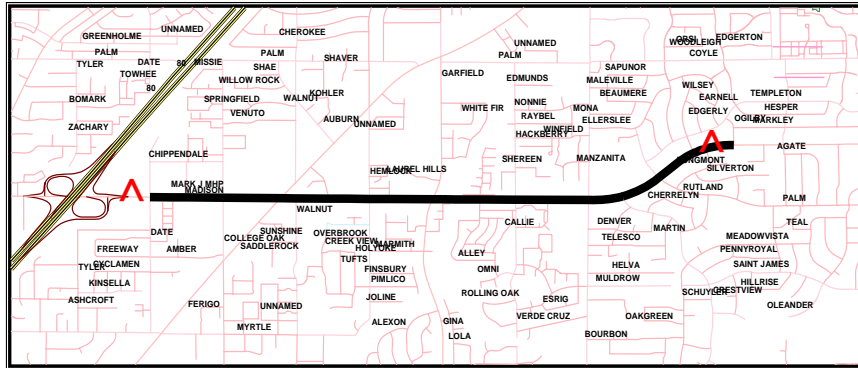 UNNAMED
GREENHOLME
CHEROKEE
EDGERTON
WOODLEIGH
UNNAMED
PALM
PALM
PALM
COYLE
TYLER
DATE
80
MISSIE
SHAE
SHAVER
SAPUNOR
TOWHEE
GARFIELD
EDMUNDS
MALEVILLE
WILLOW ROCK
80
WILSEY
BOMARK
SPRINGFIELD
WALNUT
KOHLER
BEAUMERE
EARNELL
TEMPLETON
VENUTO
WHITE FIR
NONNIE
MONA
EDGERLY
HESPER
AUBURN
RAYBEL
ELLERSLEE
OGILBY
MARKLEY
ZACHARY
UNNAMED
WINFIELD
HACKBERRY
AGATE
CHIPPENDALE
SHEREEN
MANZANITA
LAUREL HILLS
SILVERTON
MARK J MHP
MADISON
RUTLAND
CHERRELYN
PALM
WALNUT
CALLIE
DENVER
TEAL
DATE
SUNSHINE
OVERBROOK
MARTIN
COLLEGE OAK
CREEK VIEW
TELESCO
MEADOWVISTA
FREEWAY
AMBER
SADDLEROCK
HOLYOKE
ALLEY
PENNYROYAL
TYLER
CYCLAMEN
TUFTS
FINSBURY
OMNI
HELVA
SAINT JAMES
KINSELLA
PIMLICO
MULDROW
HILLRISE
ASHCROFT
FERIGO
UNNAMED
JOLINE
ROLLING OAK
ESRIG
SCHUYLER
CRESTVIEW
OLEANDER
MYRTLE
ALEXON
GINA
VERDE CRUZ
OAKGREEN
LOLA
BOURBON